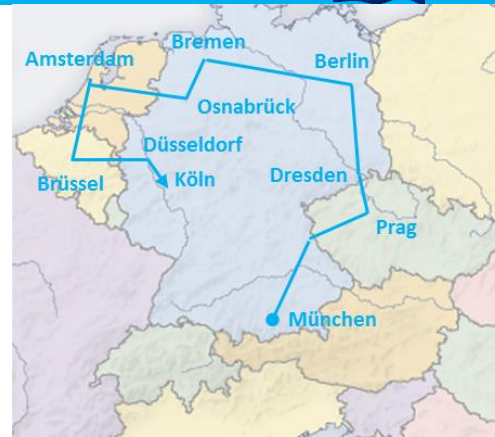 Bremen
Amsterdam
Berlin
Osnabrück
Düsseldorf
Brüssel
Köln
Dresden
Prag
München